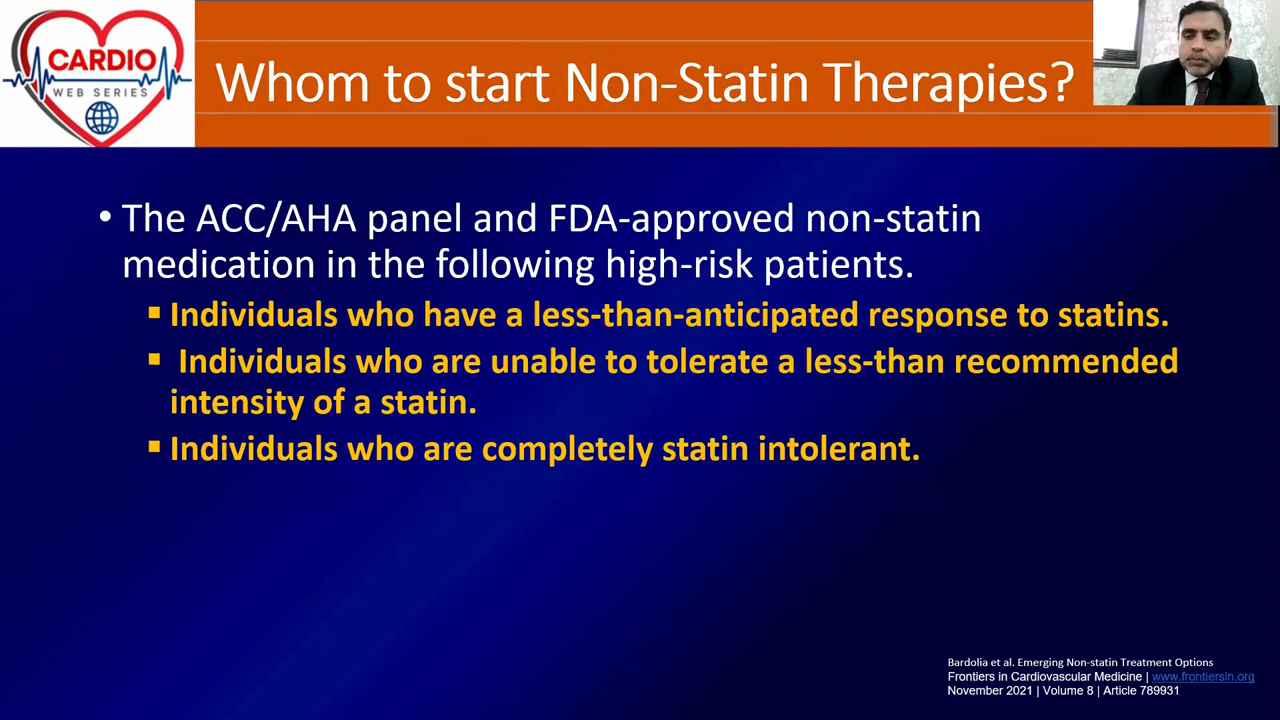 CARDIO
WEB SERIES
Whom to start Non-Statin Therapies?
• The ACC/AHA panel and FDA-approved non-statin
medication in the following high-risk patients.
▪ Individuals who have a less-than-anticipated response to statins.
▪ Individuals who are unable to tolerate a less-than recommended
intensity of a statin.
▪ Individuals who are completely statin intolerant.
Bardolia et al. Emerging Non-statin Treatment Options
Frontiers in Cardiovascular Medicine | www.frontiersin.org
November 2021 | Volume 8 | Article 789931